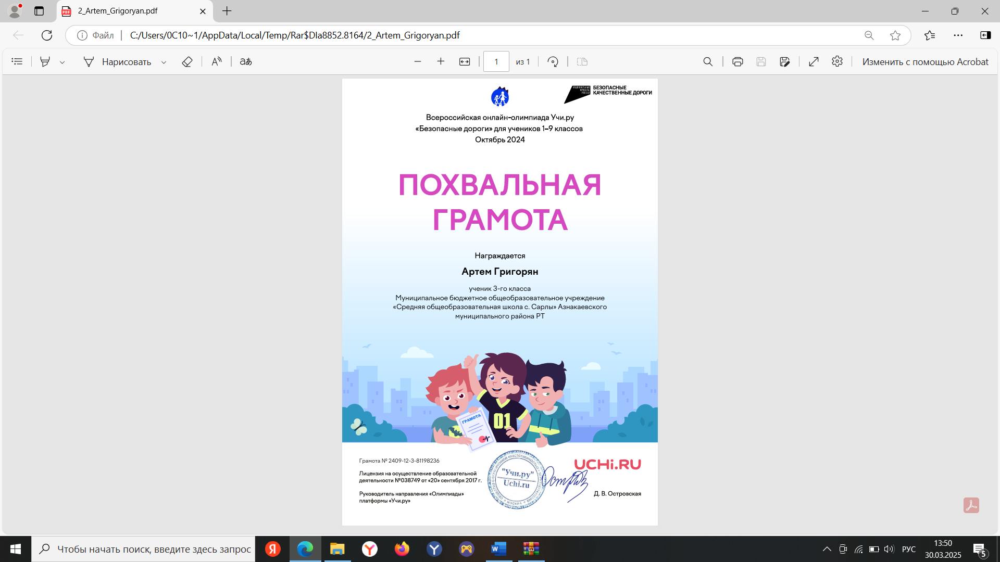 2_Artem_Grigoryan.pdf
Файл
C:/Users/0C10~1/AppData/Local/Temp/Rar$DIa8852.8164/2_Artem_Grigoryan.pdf
Нарисовать
1
из 1
Изменить с помощью Acrobat
НАЦИОНАЛЬНЫЕ
ПРОЕКТЫ
РОССИИ
БЕЗОПАСНЫЕ
КАЧЕСТВЕННЫЕ ДОРОГИ
Всероссийская онлайн-олимпиада Учи.ру
«Безопасные дороги» для учеников 1–9 классов
Октябрь 2024
ПОХВАЛЬНАЯ
ГРАМОТА
Награждается
Артем Григорян
ученик 3-го класса
Муниципальное бюджетное общеобразовательное учреждение
«Средняя общеобразовательная школа с. Сарлы» Азнакаевского
муниципального района РТ
ГРАМОТА
01
Грамота № 2409-12-3-81198236
Лицензия на осуществление образовательной
деятельности №038749 от «20» сентября 2017 г.
Руководитель направления «Олимпиады»
платформы «Учи.ру»
"Учи.ру"
Uchi.ru
МОСКВА
UCHi.RU
Д. В. Островская
Чтобы начать поиск, введите здесь запрос
РУС
13:50
30.03.2025
5